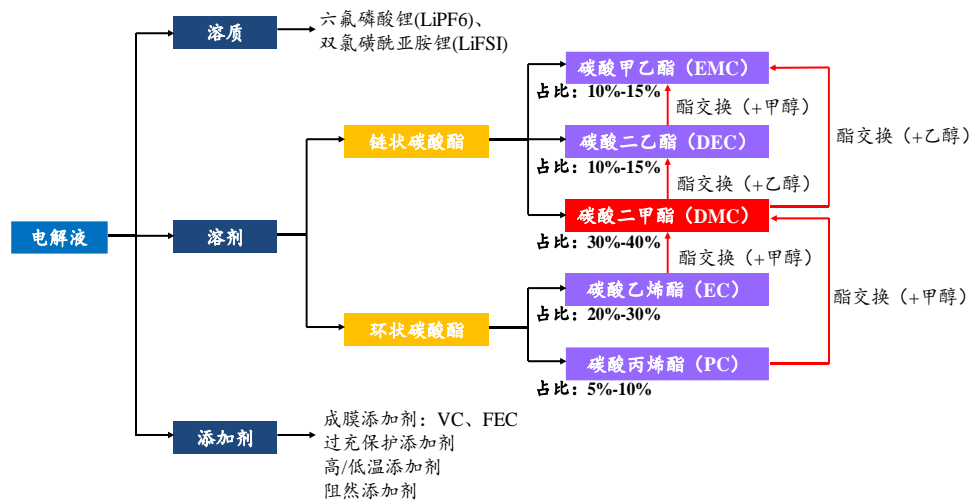 溶质
六氟磷酸锂(LiPF6)、
双氯磺酰亚胺锂(LiFSI)
碳酸甲乙酯（EMC）
占比：10%-15%
酯交换（+甲醇）
链状碳酸酯
碳酸二乙酯（DEC）
占比：10%-15%
酯交换（+乙醇）
酯交换（+乙醇）
碳酸二甲酯（DMC）
占比：30%-40%
电解液
溶剂
酯交换（+甲醇）
碳酸乙烯酯（EC）
占比：20%-30%
酯交换（+甲醇）
环状碳酸酯
碳酸丙烯酯（PC）
占比：5%-10%
添加剂
成膜添加剂：VC、FEC
过充保护添加剂
高/低温添加剂
阻然添加剂